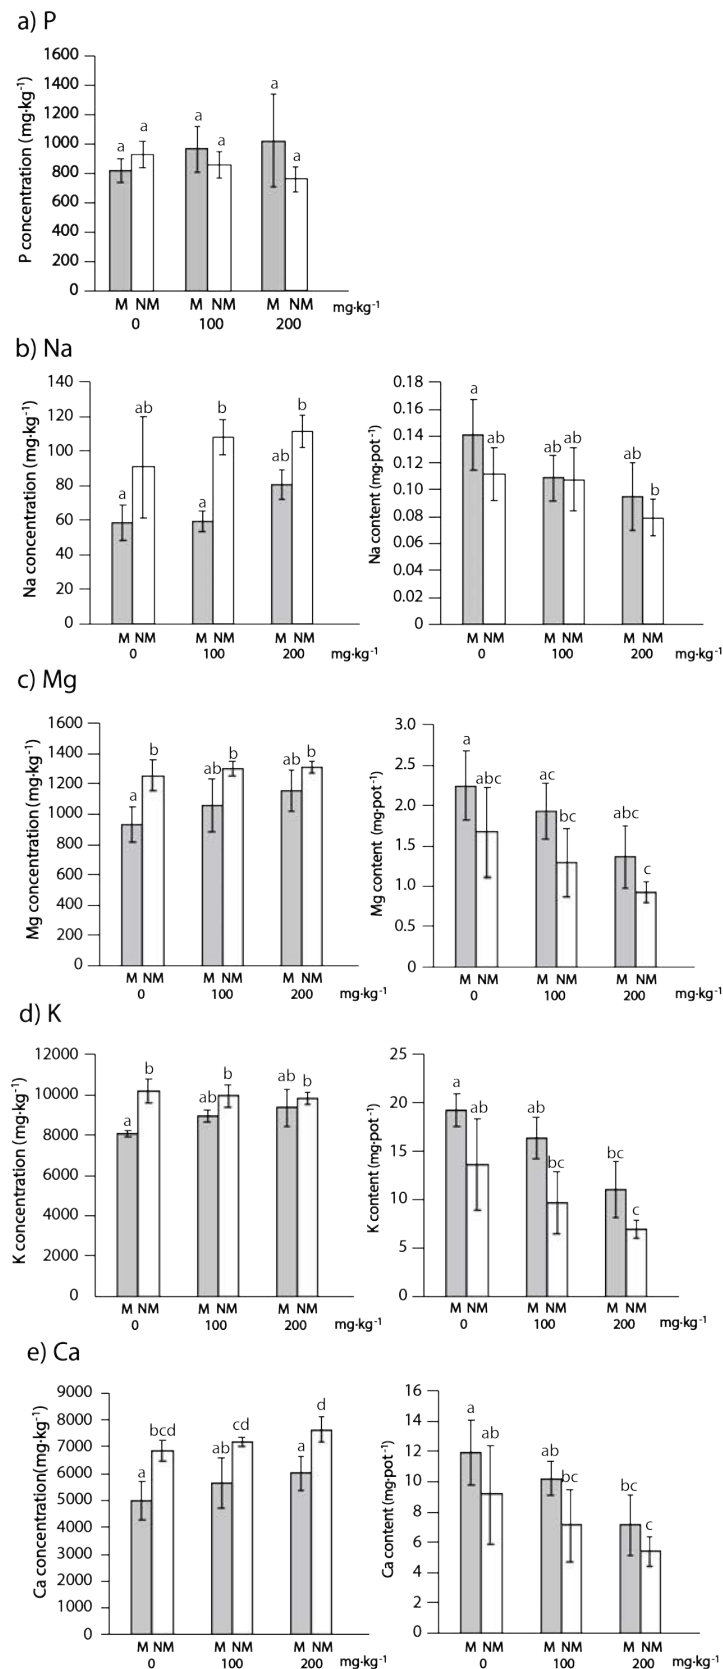 a) P
P concentration (mg·kg-1)
1600
1400
1200
1000
800
600
400
200
0
a a a a a a
M NM M NM M NM mg·kg-1
0 100 200
b) Na
Na concentration (mg·kg-1)
140
120
100
80
60
40
20
0
a ab a b ab b
M NM M NM M NM
0 100 200 mg·kg-1
Na content (mg·pot-1)
0.18
0.16
0.14
0.12
0.10
0.08
0.06
0.04
0.02
0
a ab ab ab ab b
M NM M NM M NM
0 100 200 mg·kg-1
c) Mg
Mg concentration (mg·kg-1)
1600
1400
1200
1000
800
600
400
200
0
a b ab b ab b
M NM M NM M NM
0 100 200 mg·kg-1
Mg content (mg·pot-1)
3.0
2.5
2.0
1.5
1.0
0.5
0
a abc ac bc abc c
M NM M NM M NM
0 100 200 mg·kg-1
d) K
K concentration (mg·kg-1)
12000
10000
8000
6000
4000
2000
0
a b ab b ab b
M NM M NM M NM
0 100 200 mg·kg-1
K content (mg·pot-1)
25
20
15
10
5
0
a ab ab bc bc c
M NM M NM M NM
0 100 200 mg·kg-1
e) Ca
Ca concentration(mg·kg-1)
9000
8000
7000
6000
5000
4000
3000
2000
1000
0
a bcd ab cd a d
M NM M NM M NM
0 100 200 mg·kg-1
Ca content (mg·pot-1)
16
14
12
10
8
6
4
2
0
a ab ab bc bc c
M NM M NM M NM
0 100 200 mg·kg-1